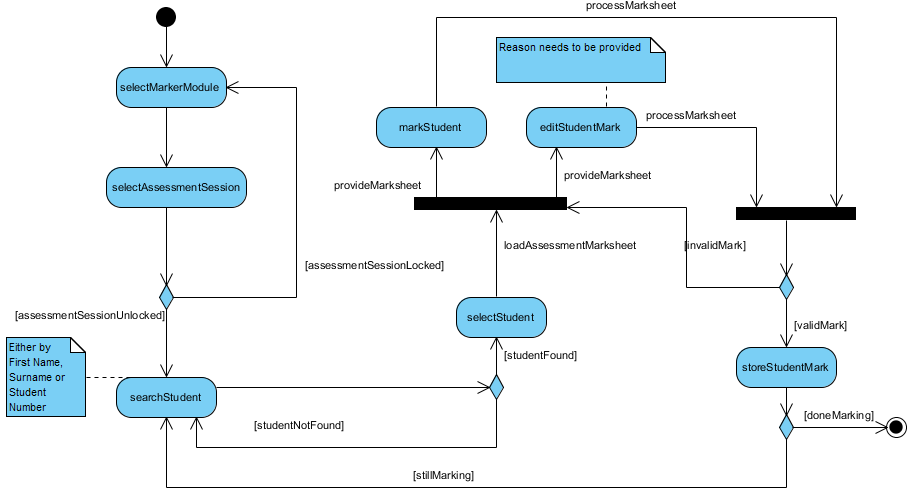 processMarksheet
Reason needs to be provided
selectMarkerModule
markStudent
editStudentMark
processMarksheet
selectAssessmentSession
provideMarksheet
provideMarksheet
loadAssessmentMarksheet
[invalidMark]
[assessmentSessionLocked]
[assessmentSessionUnlocked]
selectStudent
[validMark]
Either by
First Name,
Surname or
Student
Number
[studentFound]
storeStudentMark
searchStudent
[studentNotFound]
[doneMarking]
[stillMarking]